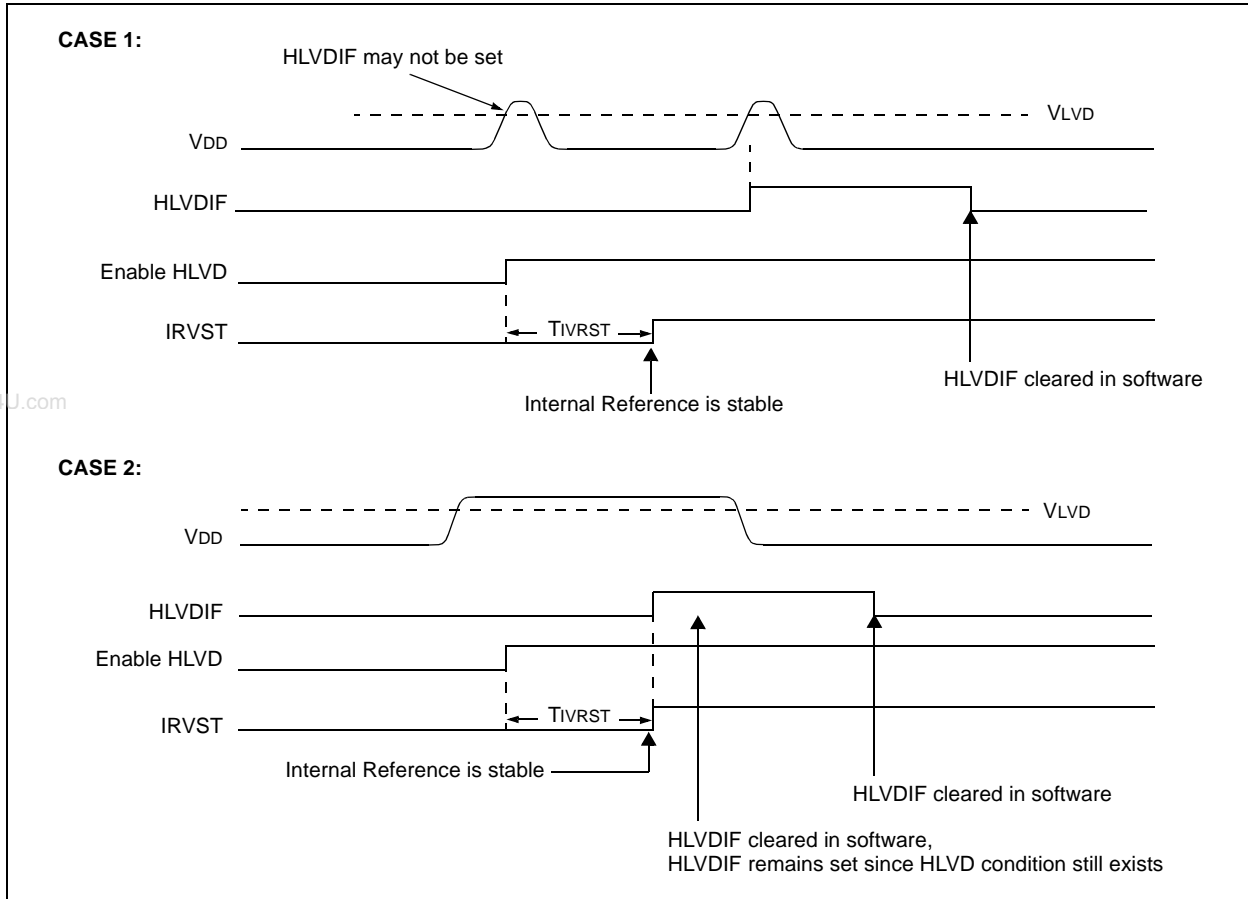 CASE 1:
HLVDIF may not be set
VLVD
VDD
HLVDIF
Enable HLVD
IRVST
TIVRST
HLVDIF cleared in software
Internal Reference is stable
4U.com
CASE 2:
VLVD
VDD
HLVDIF
Enable HLVD
IRVST
TIVRST
Internal Reference is stable
HLVDIF cleared in software
HLVDIF cleared in software,
HLVDIF remains set since HLVD condition still exists